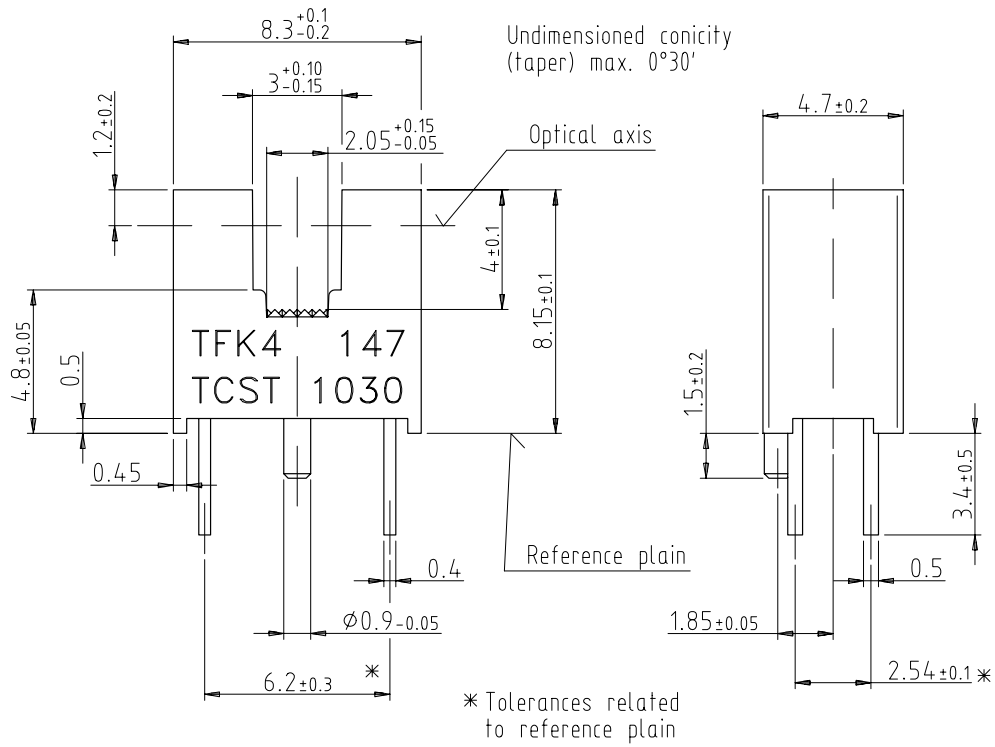 8.3 +0.1 -0.2
Undimensioned conicity
(taper) max. 0°30'
3 +0.10 -0.15
4.7±0.2
1.2±0.2
2.05 +0.15 -0.05
Optical axis
4±0.1
8.15±0.1
4.8±0.05
0.5
TFK4 147
TCST 1030
1.5±0.2
0.45
3.4±0.5
Reference plain
0.4
0.5
Ø0.9-0.05
1.85±0.05
*
6.2±0.3
2.54±0.1 *
* Tolerances related
to reference plain